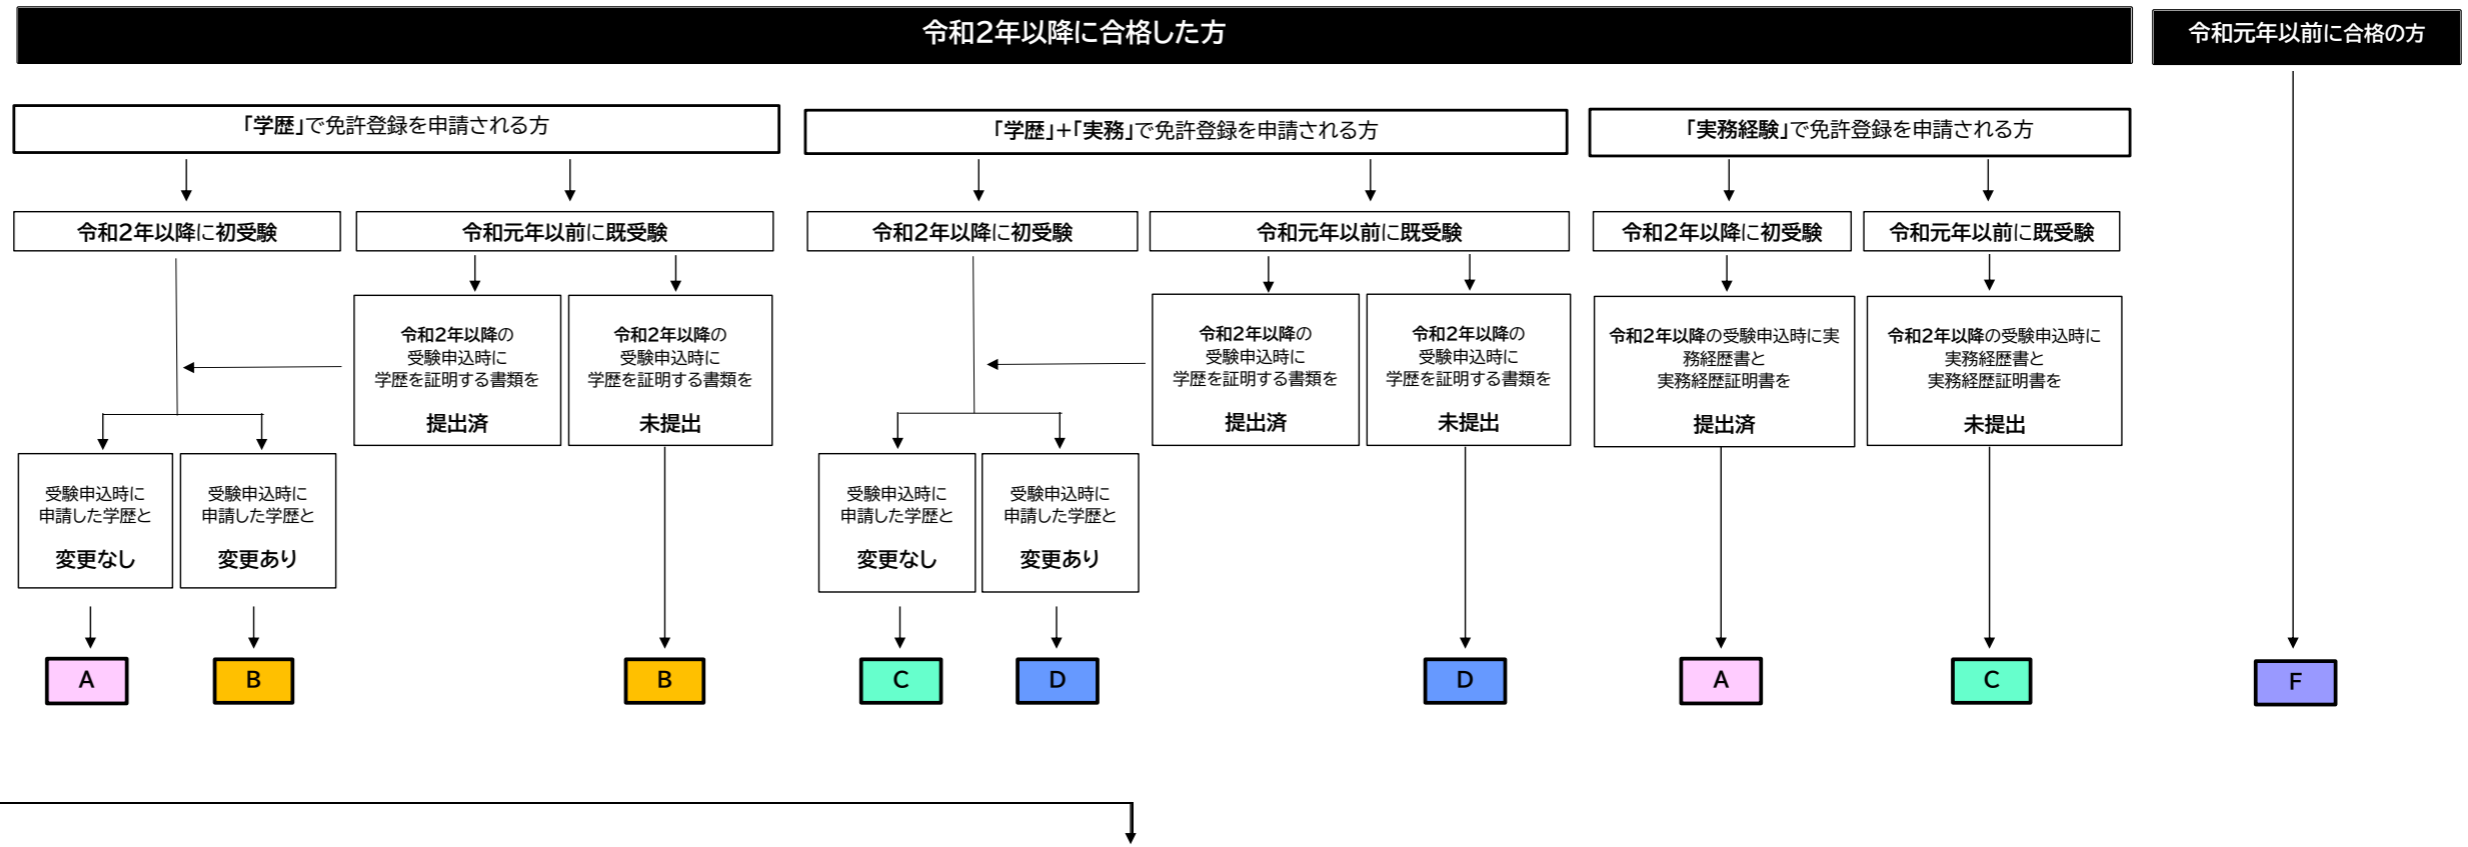 令和2年以降に合格した方
令和元年以前に合格の方
「学歴」で免許登録を申請される方
「学歴」+「実務」で免許登録を申請される方
「実務経験」で免許登録を申請される方
令和2年以降に初受験
令和元年以前に既受験
令和2年以降に初受験
令和元年以前に既受験
令和2年以降に初受験
令和元年以前に既受験
令和2年以降の
受験申込時に
学歴を証明する書類を
提出済
令和2年以降の
受験申込時に
学歴を証明する書類を
未提出
令和2年以降の
受験申込時に
学歴を証明する書類を
提出済
令和2年以降の
受験申込時に
学歴を証明する書類を
未提出
令和2年以降の受験申込時に実
務経歴書と
実務経歴証明書を
提出済
令和2年以降の受験申込時に
実務経歴書と
実務経歴証明書を
未提出
受験申込時に
申請した学歴と
変更なし
受験申込時に
申請した学歴と
変更あり
受験申込時に
申請した学歴と
変更なし
受験申込時に
申請した学歴と
変更あり
A
B
B
C
D
D
A
C
F